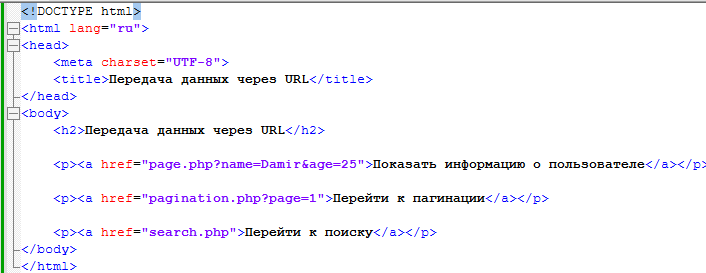 <!DOCTYPE html>
<html lang="ru">
<head>
    <meta charset="UTF-8">
    <title>Передача данных через URL</title>
</head>
<body>
    <h2>Передача данных через URL</h2>

    <p><a href="page.php?name=Damir&age=25">Показать информацию о пользователе</a></p>

    <p><a href="pagination.php?page=1">Перейти к пагинации</a></p>

    <p><a href="search.php">Перейти к поиску</a></p>
</body>
</html>